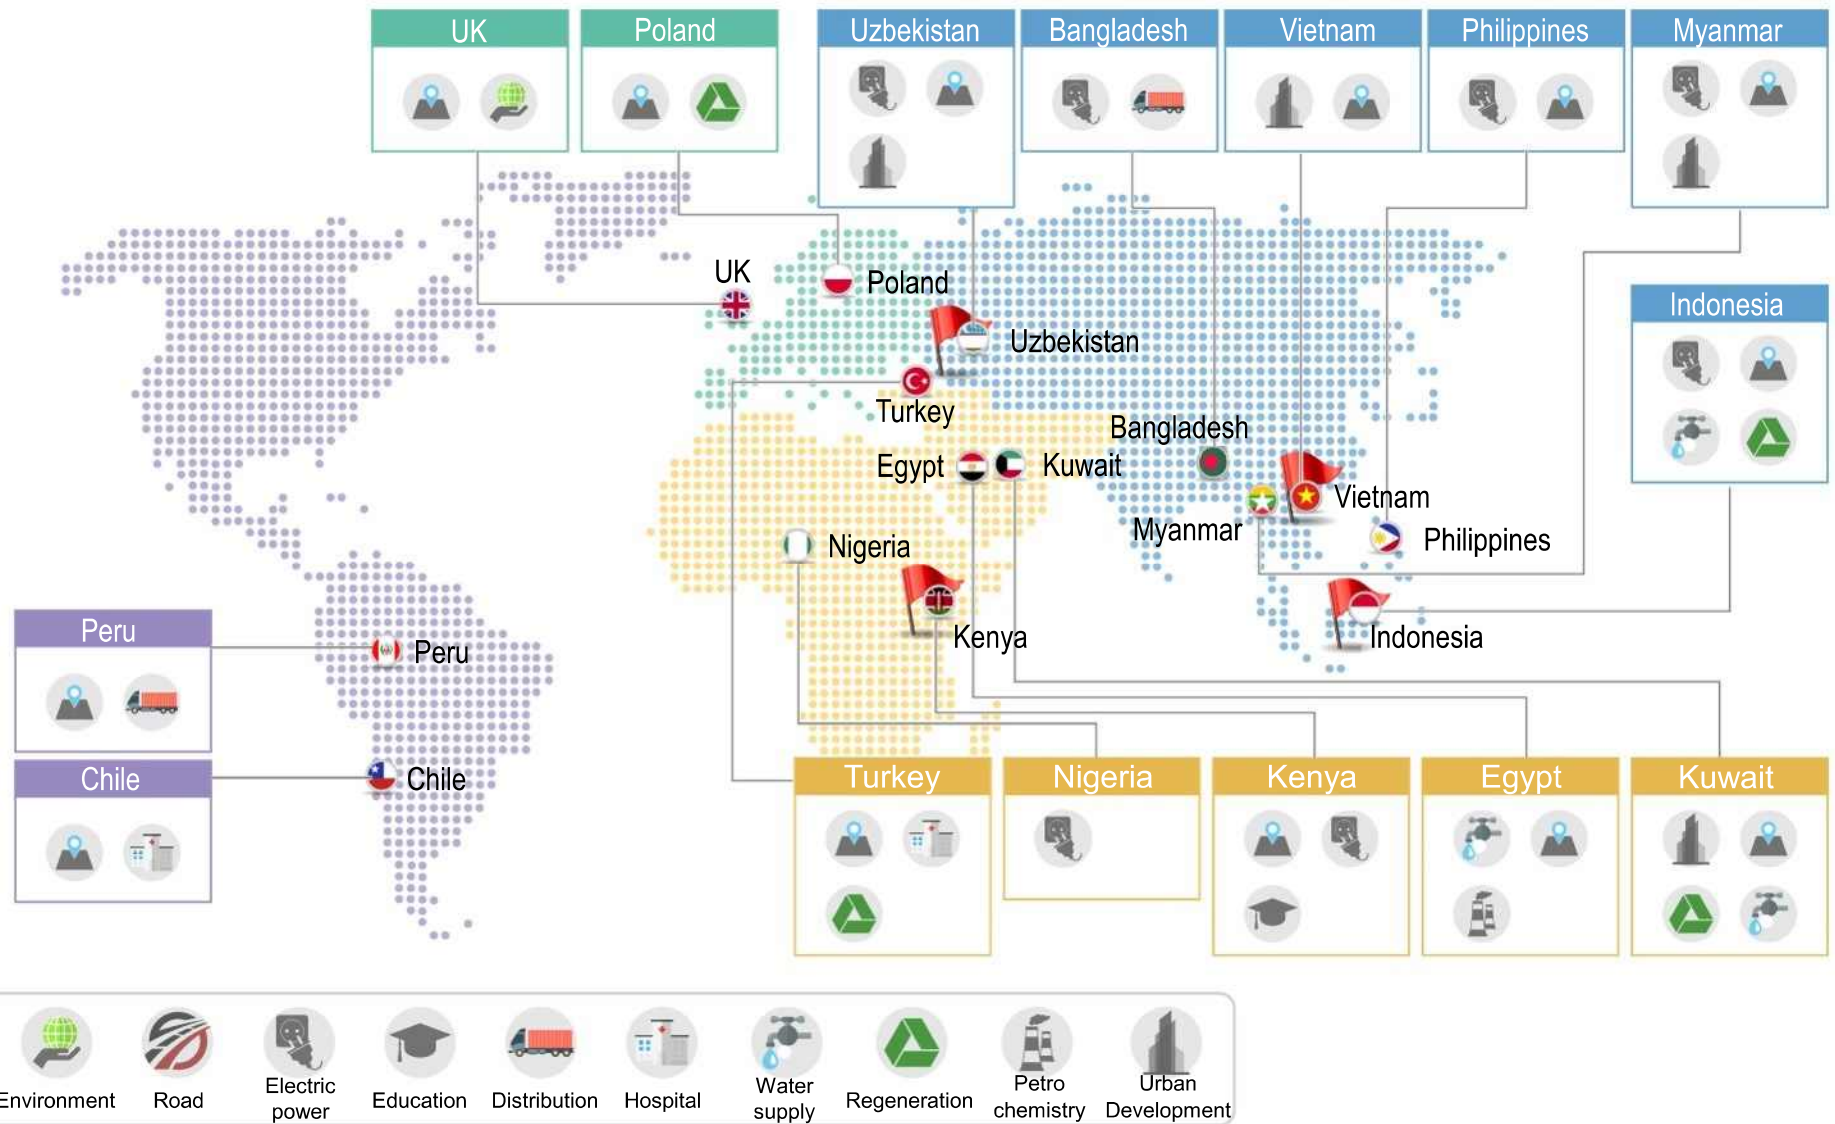 UK
Poland
Uzbekistan
Bangladesh
Vietnam
Philippines
Myanmar
UK
Poland
Indonesia
Uzbekistan
Turkey
Bangladesh
Egypt
Kuwait
Vietnam
Myanmar
Philippines
Nigeria
Peru
Kenya
Indonesia
Peru
Chile
Chile
Turkey
Nigeria
Kenya
Egypt
Kuwait
Environment
Road
Electric
power
Education
Distribution
Hospital
Water
supply
Regeneration
Petro
chemistry
Urban
Development